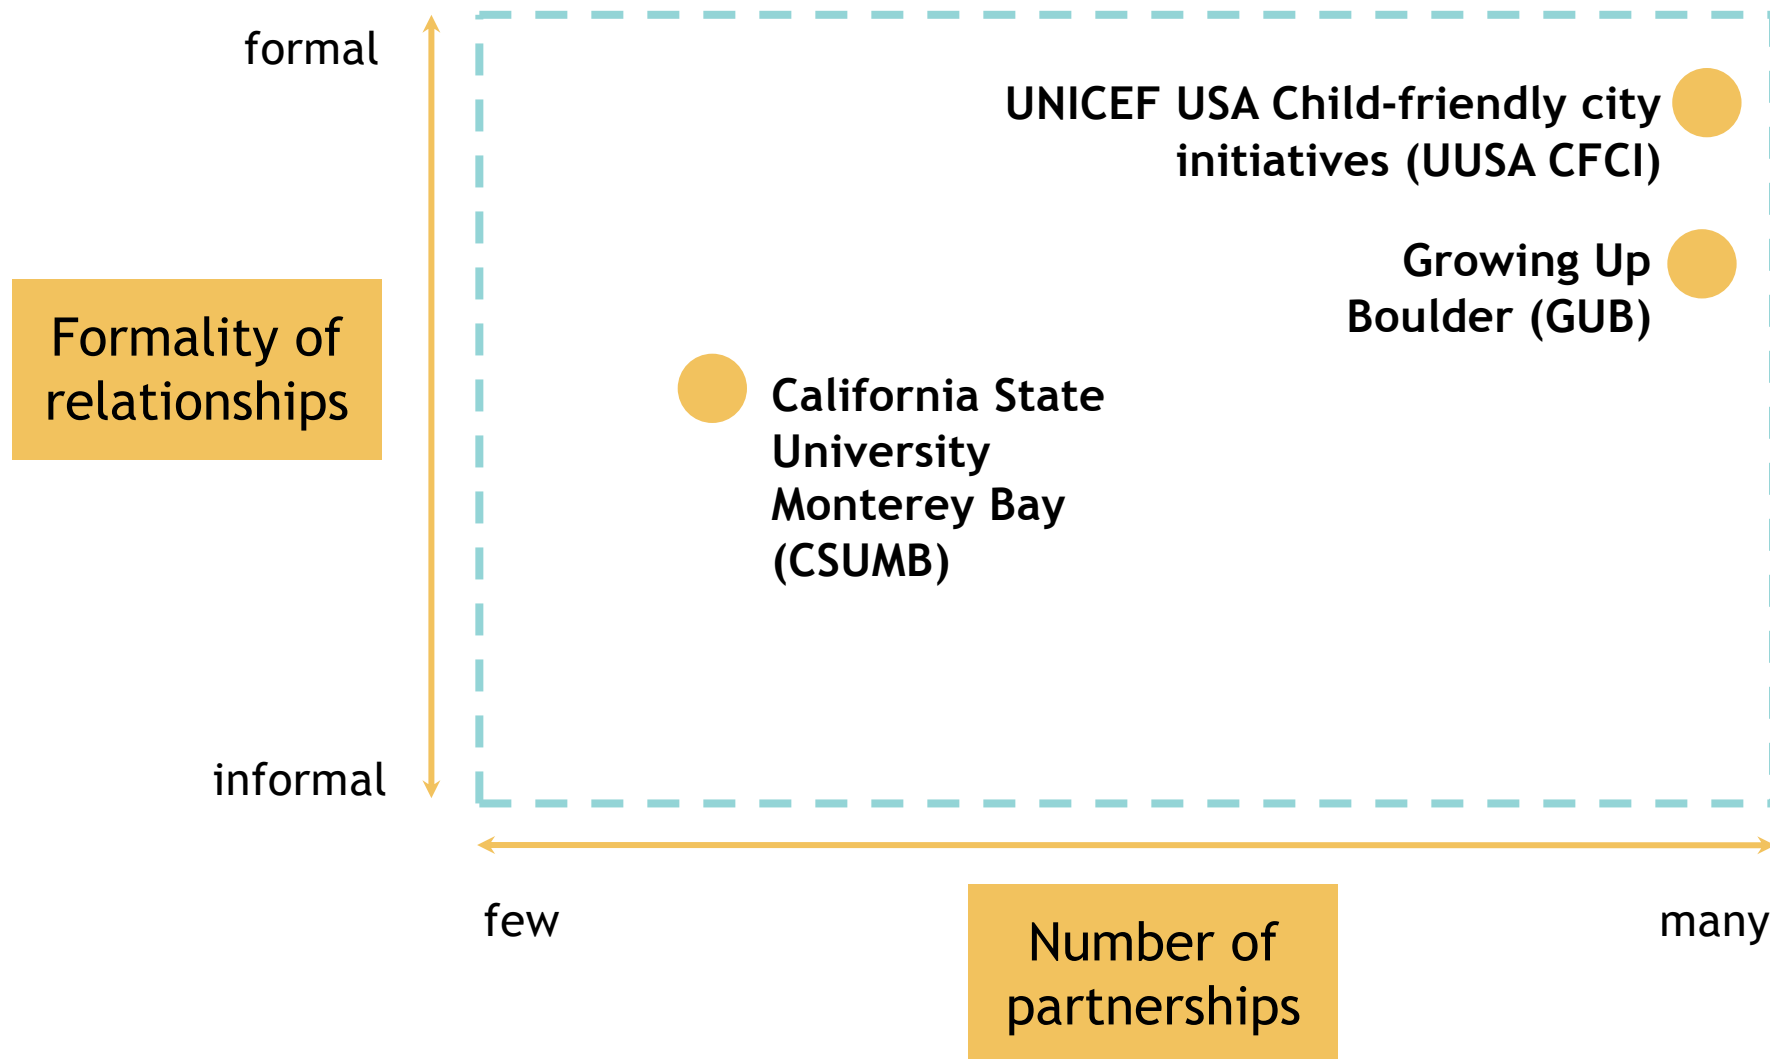 formal
UNICEF USA Child-friendly city
initiatives (UUSA CFCI)
Growing Up
Boulder (GUB)
Formality of
relationships
California State
University
Monterey Bay
(CSUMB)
informal
few
many
Number of
partnerships